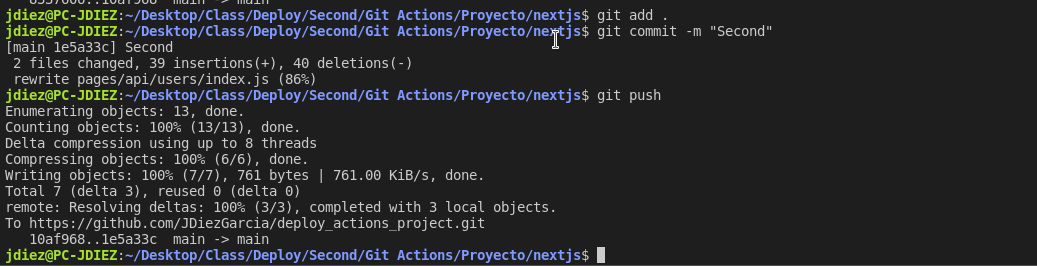 jdiez@PC-JDIEZ:~/Desktop/Class/Deploy/Second/Git Actions/Proyecto/nextjs$ git add .
jdiez@PC-JDIEZ:~/Desktop/Class/Deploy/Second/Git Actions/Proyecto/nextjs$ git commit -m "Second"
[main 1e5a33c] Second
 2 files changed, 39 insertions(+), 40 deletions(-)
 rewrite pages/api/users/index.js (86%)
jdiez@PC-JDIEZ:~/Desktop/Class/Deploy/Second/Git Actions/Proyecto/nextjs$ git push
Enumerating objects: 13, done.
Counting objects: 100% (13/13), done.
Delta compression using up to 8 threads
Compressing objects: 100% (6/6), done.
Writing objects: 100% (7/7), 761 bytes | 761.00 KiB/s, done.
Total 7 (delta 3), reused 0 (delta 0)
remote: Resolving deltas: 100% (3/3), completed with 3 local objects.
To https://github.com/JDiezGarcia/deploy_actions_project.git
   10af968..1e5a33c  main -> main
jdiez@PC-JDIEZ:~/Desktop/Class/Deploy/Second/Git Actions/Proyecto/nextjs$